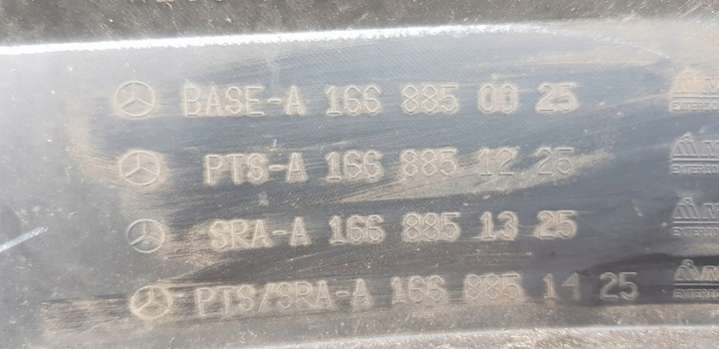 BASE-A 166 885 00 25
PTS-A 166 885 12 25
SRA-A 166 885 13 25
PTS/SRA-A 166 885 14 25